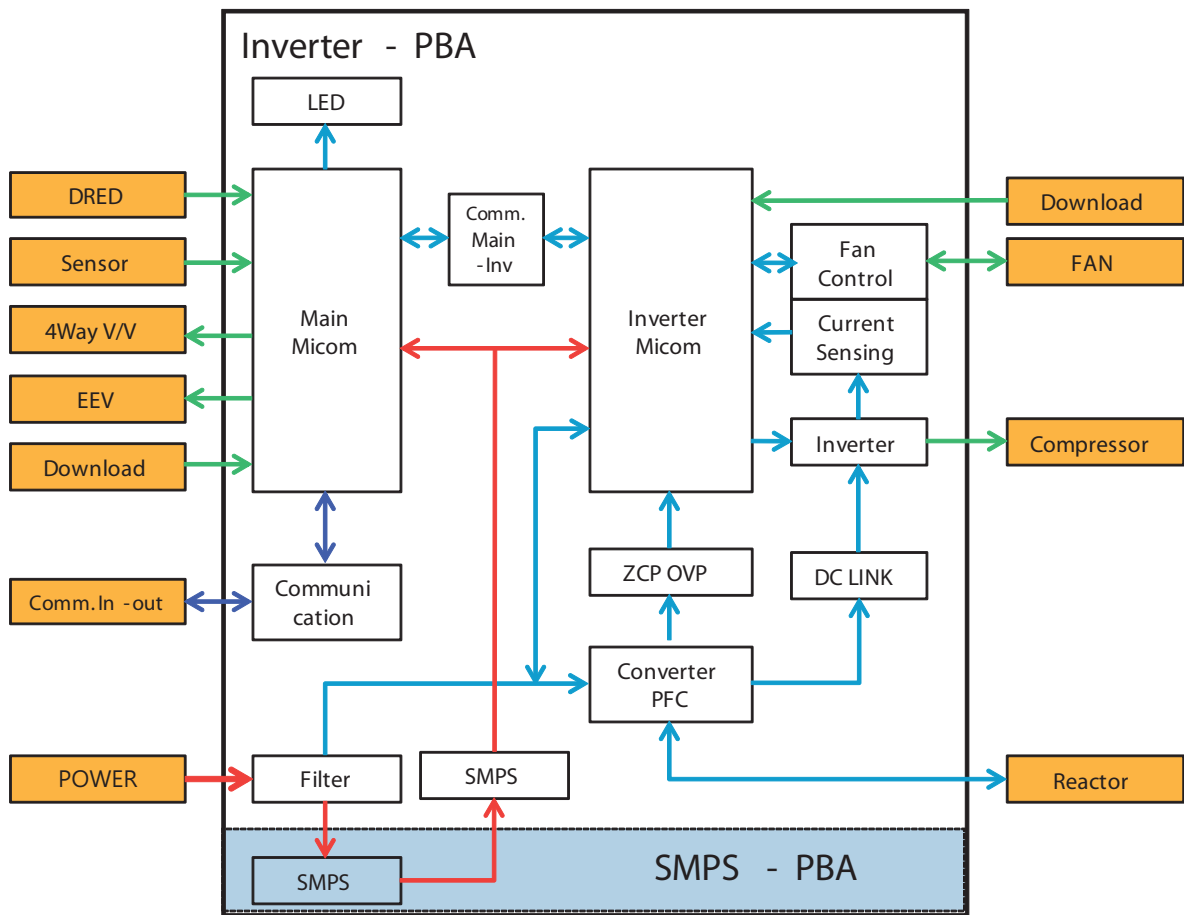 Inverter - PBA
LED
DRED
Sensor
4Way V/V
EEV
Download
Main
Micom
Comm.
Main
-Inv
Inverter
Micom
Fan
Control
Current
Sensing
Inverter
Download
FAN
Compressor
Comm.In -out
Communi
cation
ZCP OVP
DC LINK
Converter
PFC
POWER
Filter
SMPS
Reactor
SMPS
SMPS - PBA